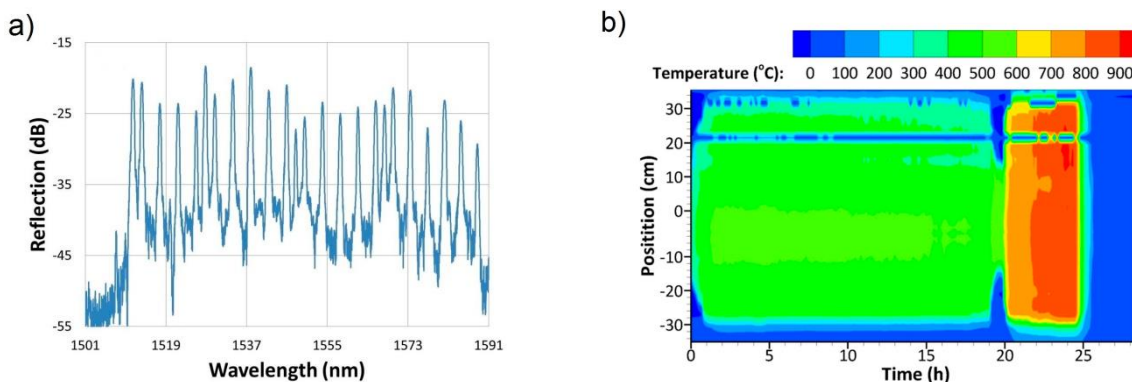 a)
-15
-25
-35
-45
-55
Reflection (dB)
1501 1519 1537 1555 1573 1591
Wavelength (nm)
b)
Temperature (°C): 0 100 200 300 400 500 600 700 800 900
30
20
10
0
-10
-20
-30
Positition (cm)
0 5 10 15 20 25
Time (h)